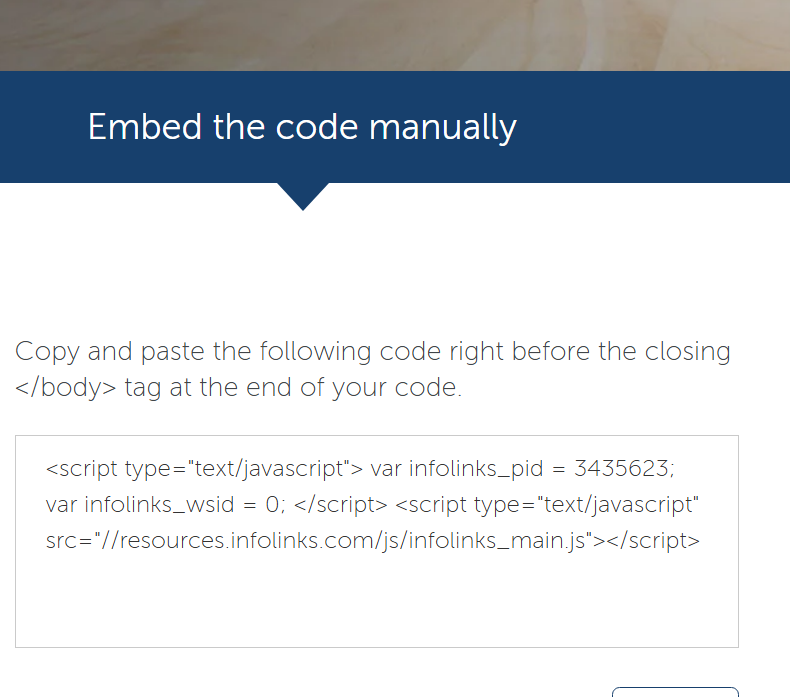 Embed the code manually
Copy and paste the following code right before the closing
</body> tag at the end of your code.
<script type="text/javascript"> var infolinks_pid = 3435623;
var infolinks_wsid = 0; </script> <script type="text/javascript"
src="//resources.infolinks.com/js/infolinks_main.js"></script>